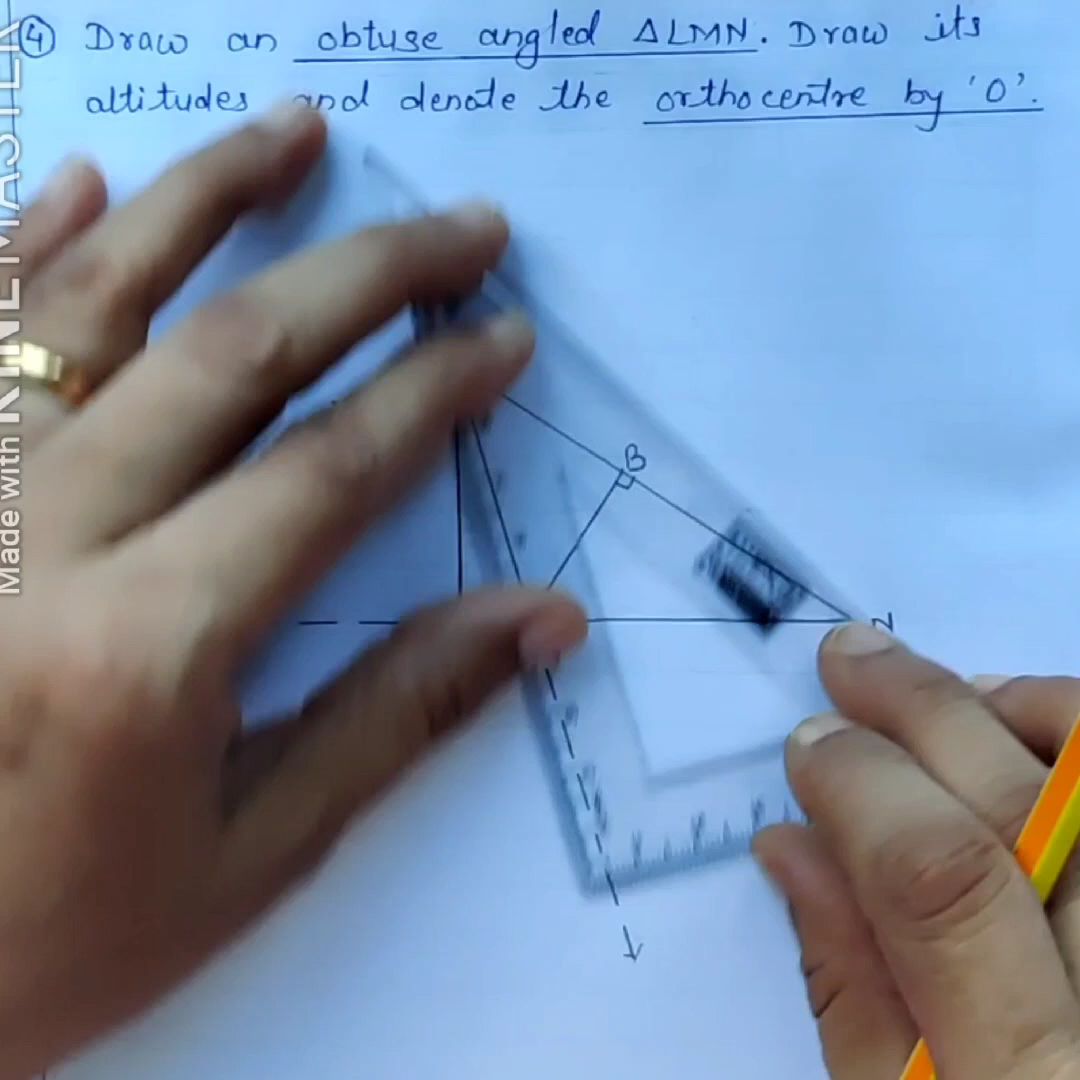 ④ Draw an obtuse angled ΔLMN. Draw its
altitudes and denote the orthocentre by 'O'.
B
N
Made with KINEMASTER